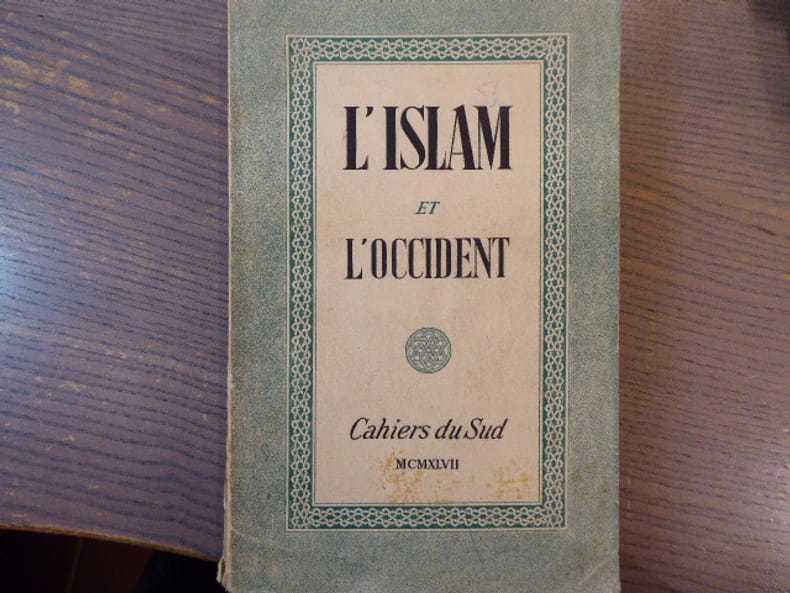 L'ISLAM
ET
L'OCCIDENT
Cahiers du Sud
MCMXLVII